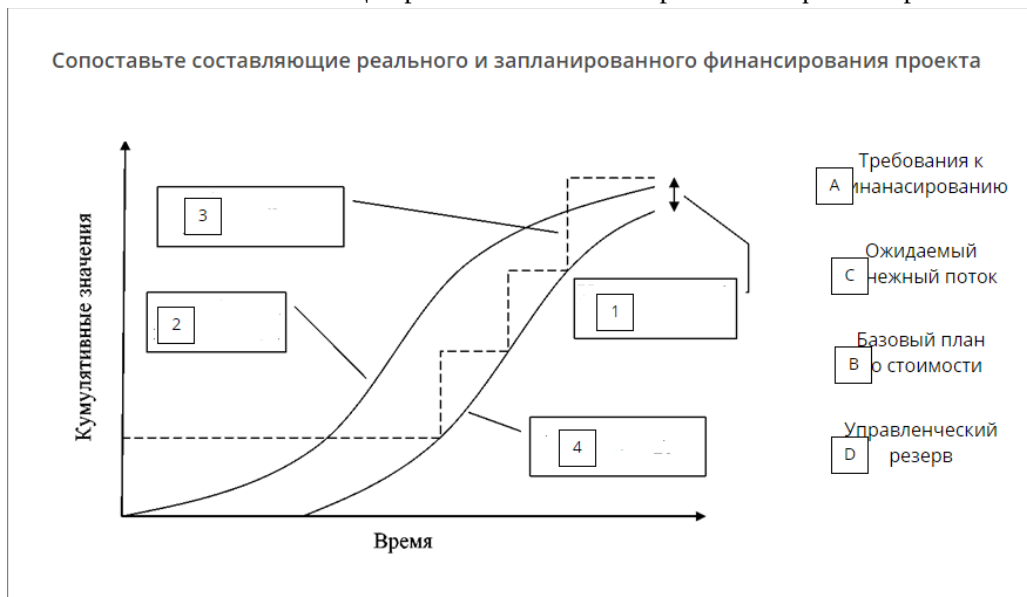 Сопоставьте составляющие реального и запланированного финансирования проекта
Кумулятивные значения
3
2
1
4
Время
Требования к
A инанасированию
Ожидаемый
C нежный поток
Базовый план
B о стоимости
Управленческий
D резерв